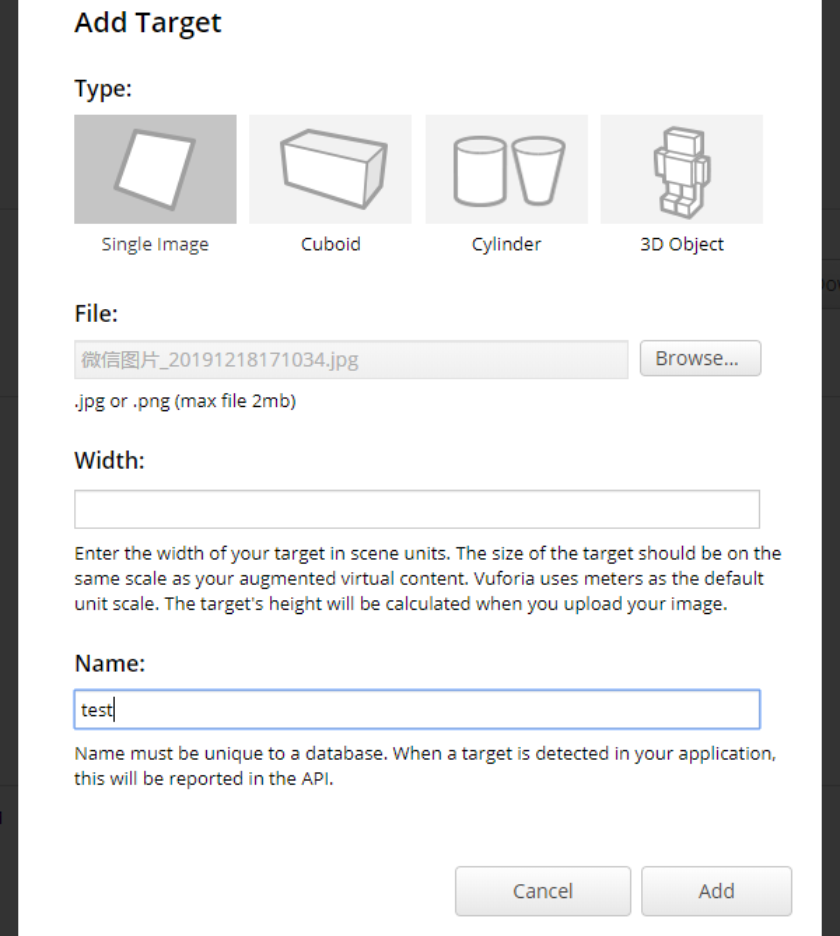 Add Target
Type:
Single Image
Cuboid
Cylinder
3D Object
File:
微信图片_20191218171034.jpg
Browse...
.jpg or .png (max file 2mb)
Width:
Enter the width of your target in scene units. The size of the target should be on the
same scale as your augmented virtual content. Vuforia uses meters as the default
unit scale. The target's height will be calculated when you upload your image.
Name:
test
Name must be unique to a database. When a target is detected in your application,
this will be reported in the API.
Cancel
Add